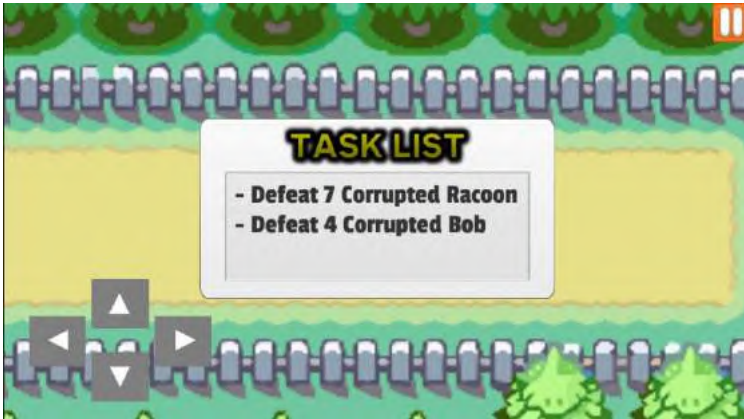 TASK LIST
- Defeat 7 Corrupted Racoon
- Defeat 4 Corrupted Bob